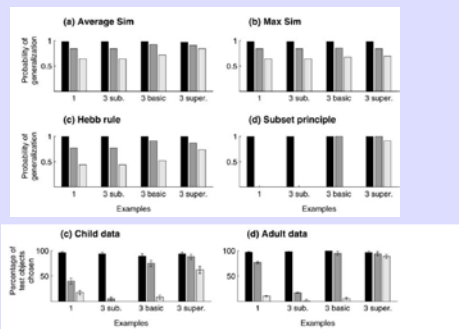 (a) Average Sim
(b) Max Sim
Probability of
generalization
1
0.5
1
0.5
1 3 sub. 3 basic 3 super.
1 3 sub. 3 basic 3 super.
(c) Hebb rule
(d) Subset principle
Probability of
generalization
1
0.5
1
0.5
1 3 sub. 3 basic 3 super.
1 3 sub. 3 basic 3 super.
Examples
Examples
(c) Child data
(d) Adult data
Percentage of
test objects
chosen
100
50
100
50
1 3 sub. 3 basic 3 super.
1 3 sub. 3 basic 3 super.
Examples
Examples